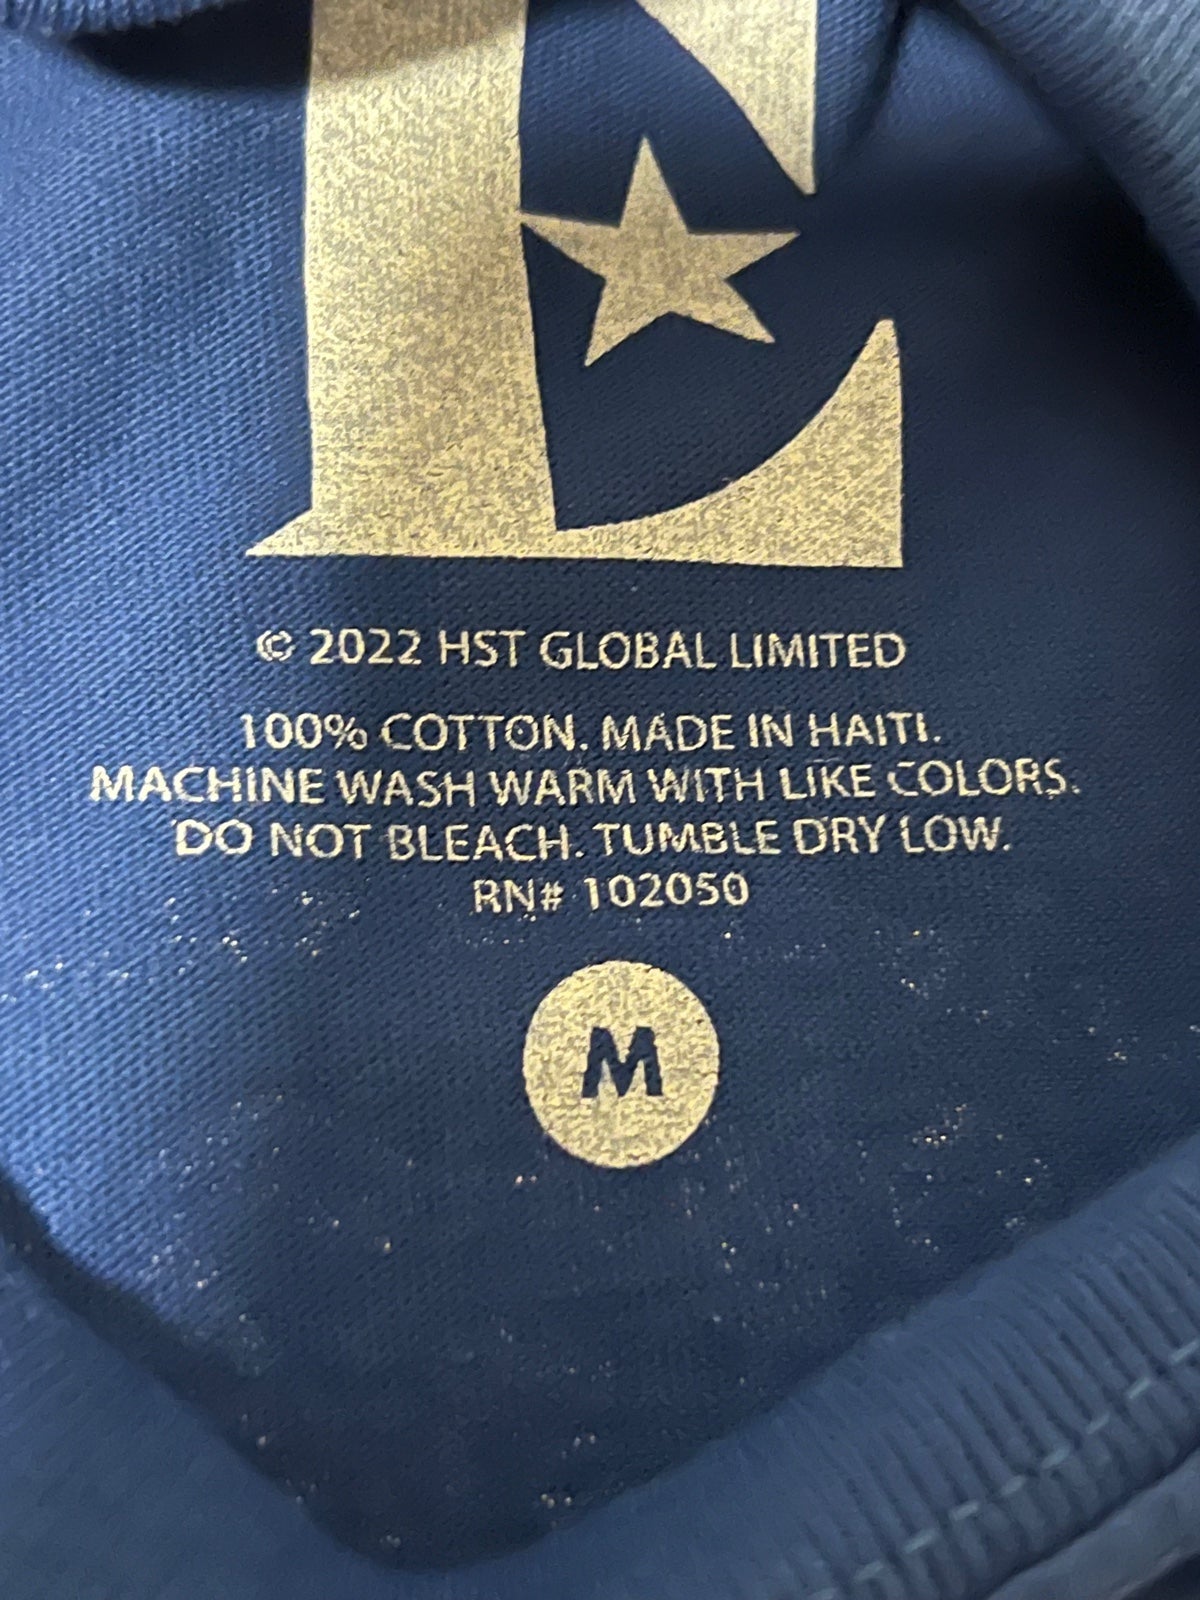 E
© 2022 HST GLOBAL LIMITED
100% COTTON. MADE IN HAITI.
MACHINE WASH WARM WITH LIKE COLORS.
DO NOT BLEACH. TUMBLE DRY LOW.
RN# 102050
M